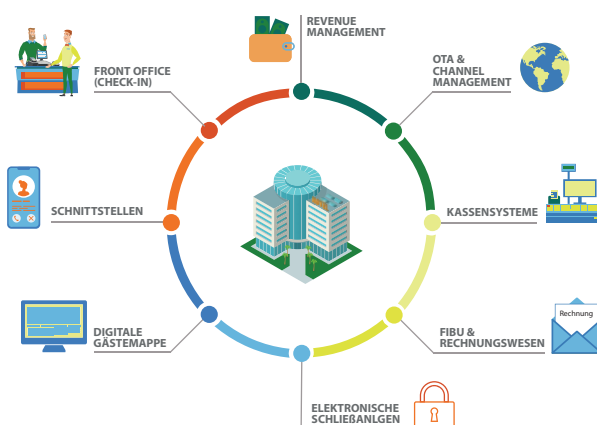 REVENUE
MANAGEMENT
OTA &
CHANNEL
MANAGEMENT
KASSENSYSTEME
FIBU &
RECHNUNGSWESEN
Rechnung
ELEKTRONISCHE
SCHLIEßANLGEN
DIGITALE
GÄSTEMAPPE
SCHNITTSTELLEN
FRONT OFFICE
(CHECK-IN)